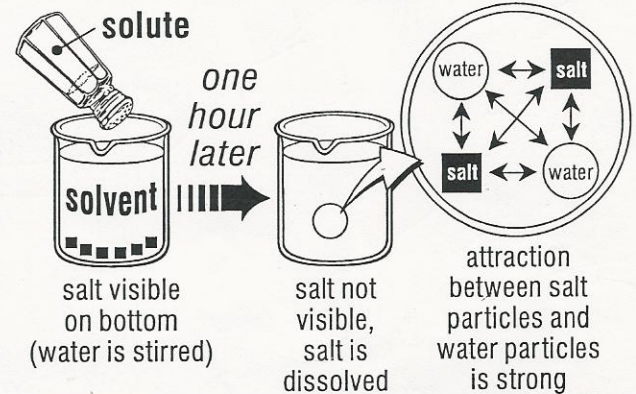 solute
one
hour
later
solvent
water
salt
salt
water
salt visible
on bottom
(water is stirred)
salt not
visible,
salt is
dissolved
attraction
between salt
particles and
water particles
is strong